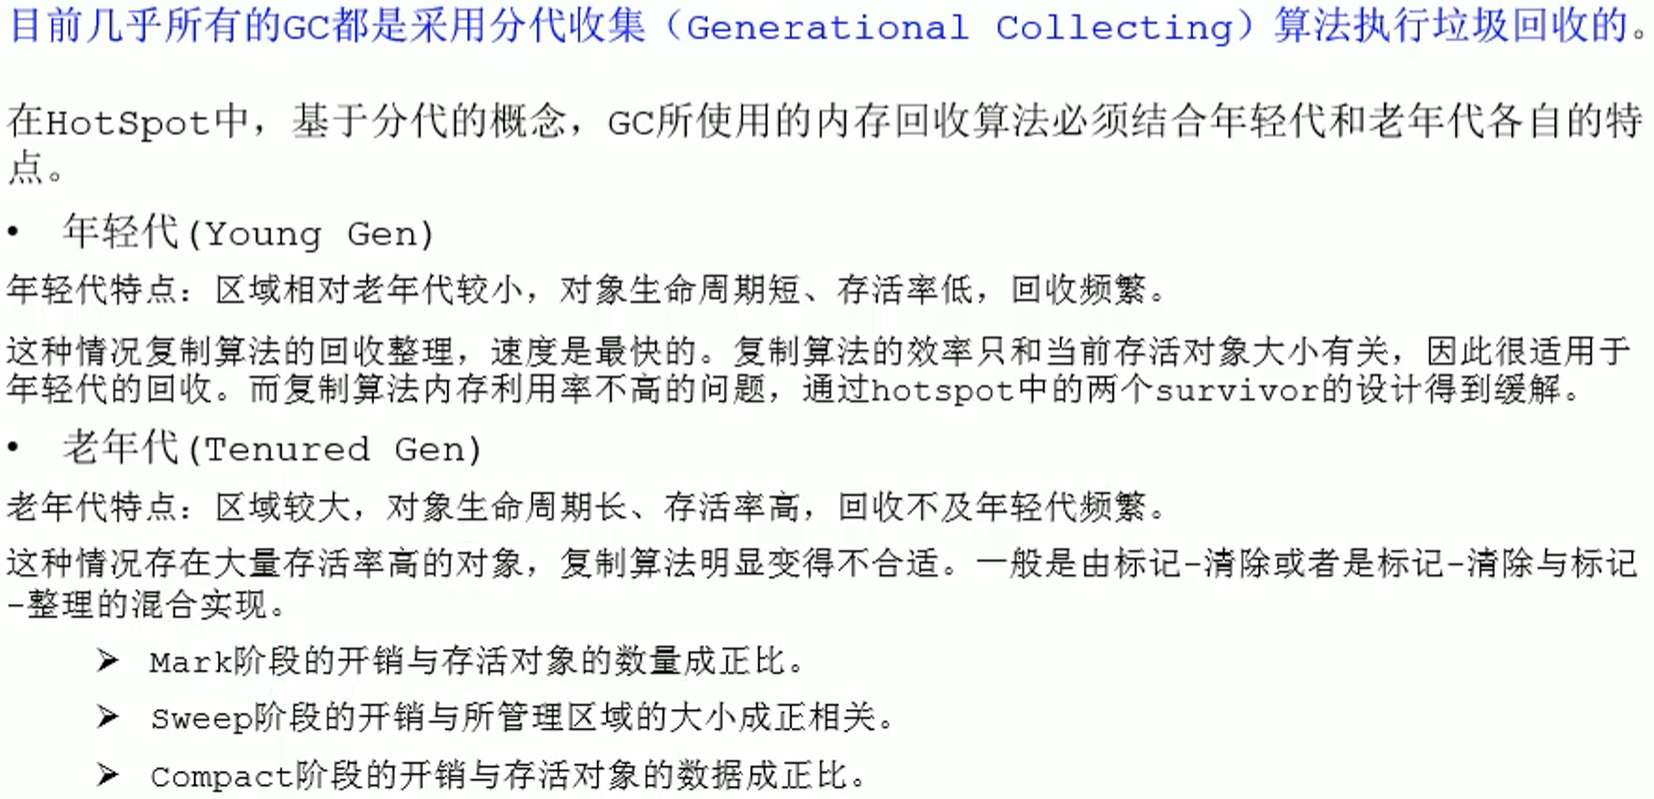 目前几乎所有的GC都是采用分代收集（Generational Collecting）算法执行垃圾回收的。
在HotSpot中，基于分代的概念，GC所使用的内存回收算法必须结合年轻代和老年代各自的特
点。
• 年轻代(Young Gen)
年轻代特点：区域相对老年代较小，对象生命周期短、存活率低，回收频繁。
这种情况复制算法的回收整理，速度是最快的。复制算法的效率只和当前存活对象大小有关，因此很适用于
年轻代的回收。而复制算法内存利用率不高的问题，通过hotspot中的两个survivor的设计得到缓解。
• 老年代(Tenured Gen)
老年代特点：区域较大，对象生命周期长、存活率高，回收不及年轻代频繁。
这种情况存在大量存活率高的对象，复制算法明显变得不合适。一般是由标记-清除或者是标记-清除与标记
-整理的混合实现。
➢ Mark阶段的开销与存活对象的数量成正比。
➢ Sweep阶段的开销与所管理区域的大小成正相关。
➢ Compact阶段的开销与存活对象的数据成正比。